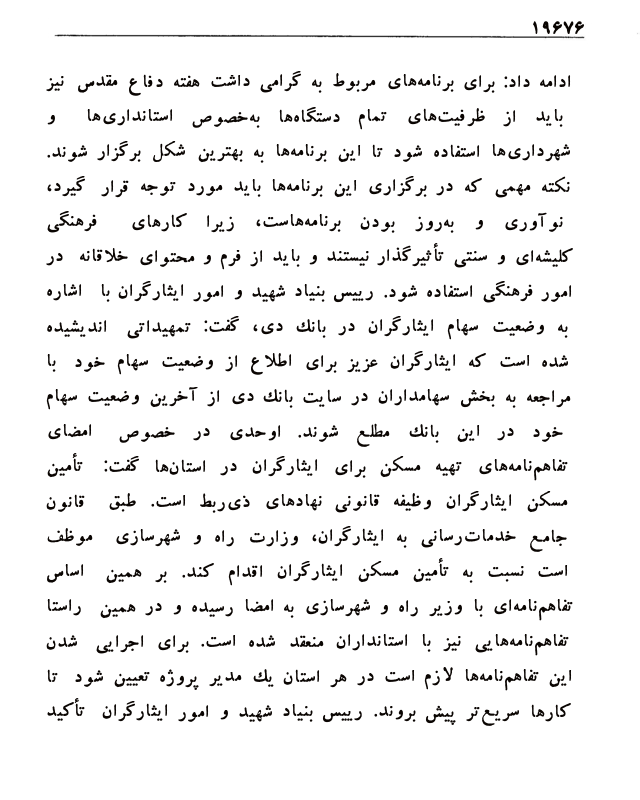 ۱۹۶۷۶
ادامه داد: برای برنامه‌های مربوط به گرامی داشت هفته دفاع مقدس نیز
باید از ظرفیت‌های تمام دستگاه‌ها به‌خصوص استانداری‌ها و
شهرداری‌ها استفاده شود تا این برنامه‌ها به بهترین شکل برگزار شوند.
نکته مهمی که در برگزاری این برنامه‌ها باید مورد توجه قرار گیرد،
نوآوری و به‌روز بودن برنامه‌هاست، زیرا کارهای فرهنگی
کلیشه‌ای و سنتی تأثیرگذار نیستند و باید از فرم و محتوای خلاقانه در
امور فرهنگی استفاده شود. رییس بنیاد شهید و امور ایثارگران با اشاره
به وضعیت سهام ایثارگران در بانك دی، گفت: تمهیداتی اندیشیده
شده است که ایثارگران عزیز برای اطلاع از وضعیت سهام خود با
مراجعه به بخش سهامداران در سایت بانك دی از آخرین وضعیت سهام
خود در این بانك مطلع شوند. اوحدی در خصوص امضای
تفاهم‌نامه‌های تهیه مسکن برای ایثارگران در استان‌ها گفت: تأمین
مسکن ایثارگران وظیفه قانونی نهادهای ذی‌ربط است. طبق قانون
جامع خدمات‌رسانی به ایثارگران، وزارت راه و شهرسازی موظف
است نسبت به تأمین مسکن ایثارگران اقدام کند. بر همین اساس
تفاهم‌نامه‌ای با وزیر راه و شهرسازی به امضا رسیده و در همین راستا
تفاهم‌نامه‌هایی نیز با استانداران منعقد شده است. برای اجرایی شدن
این تفاهم‌نامه‌ها لازم است در هر استان یك مدیر پروژه تعیین شود تا
کارها سریع‌تر پیش بروند. رییس بنیاد شهید و امور ایثارگران تأکید